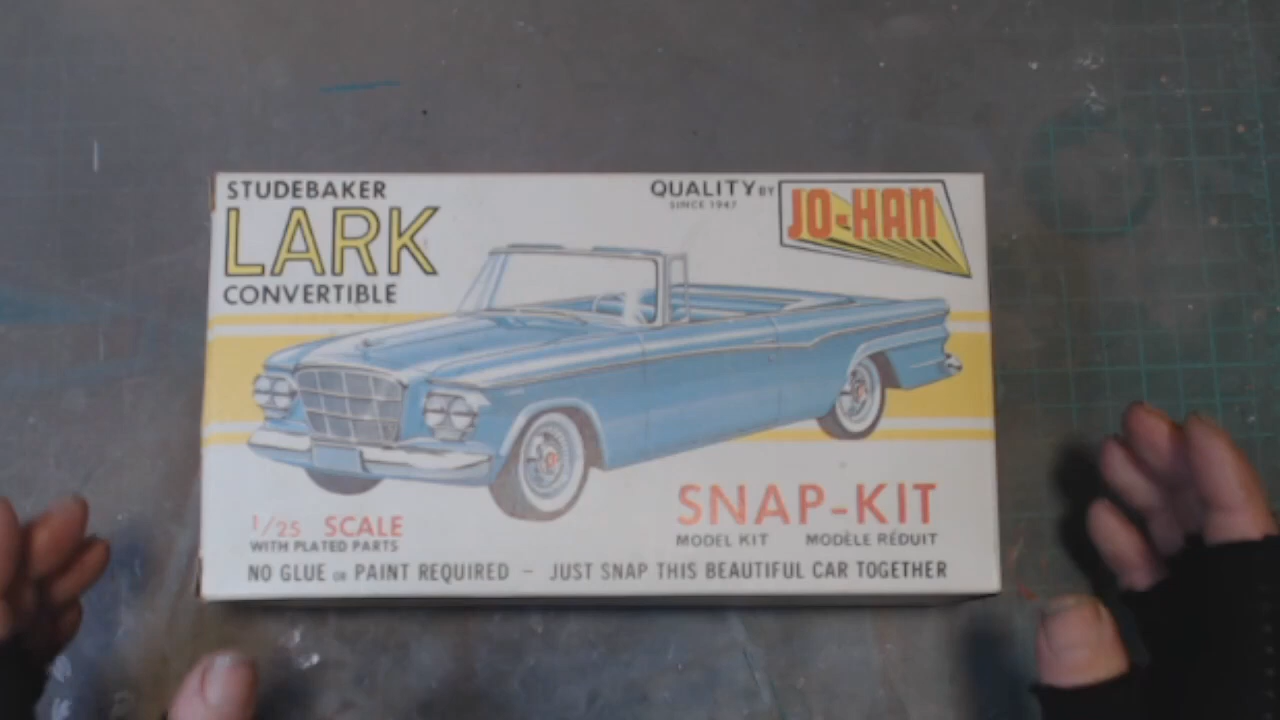 STUDEBAKER
LARK
CONVERTIBLE
QUALITY BY
SINCE 1947
JO-HAN
1/25 SCALE
WITH PLATED PARTS
SNAP-KIT
MODEL KIT MODÈLE RÉDUIT
NO GLUE OR PAINT REQUIRED – JUST SNAP THIS BEAUTIFUL CAR TOGETHER